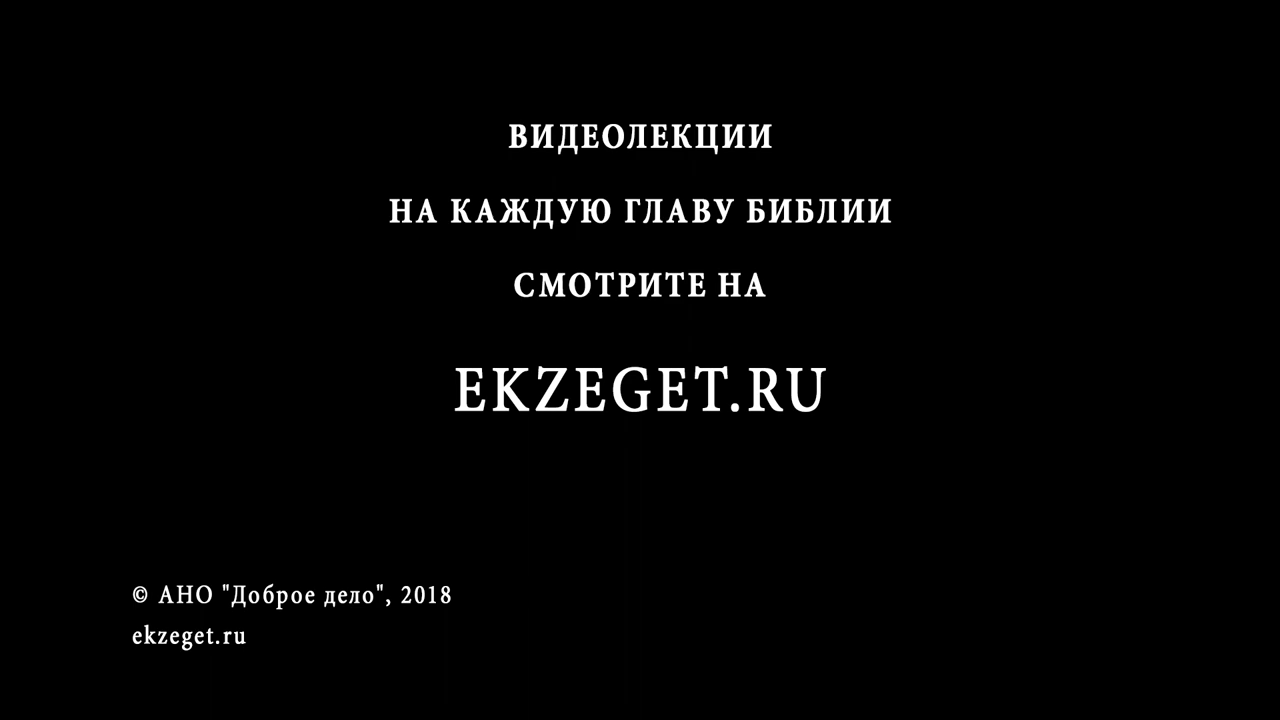 ВИДЕОЛЕКЦИИ
НА КАЖДУЮ ГЛАВУ БИБЛИИ
СМОТРИТЕ НА
EKZEGET.RU
© АНО "Доброе дело", 2018
ekzeget.ru